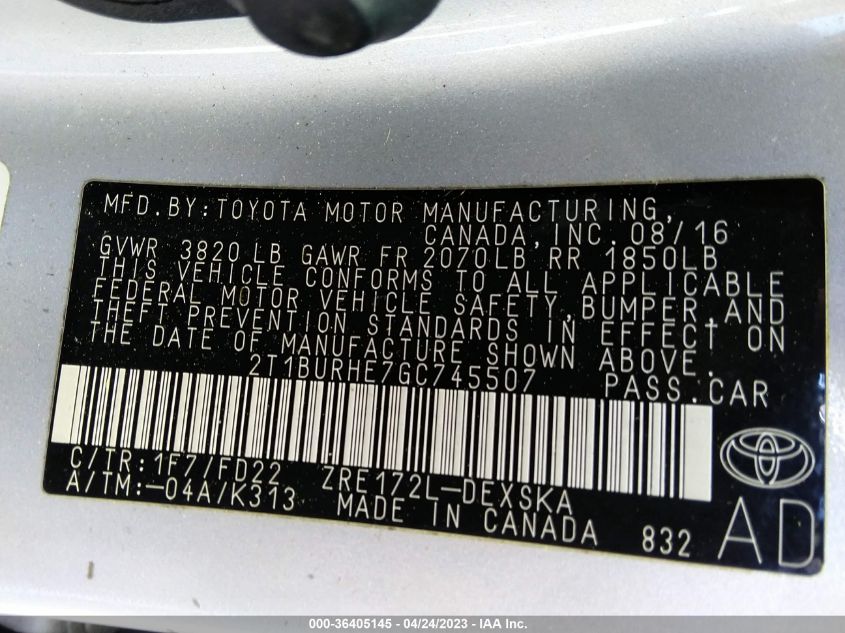 MFD.BY:TOYOTA MOTOR MANUFACTURING,
CANADA,INC.08/16
GVWR 3820LB GAWR FR 2070LB RR 1850LB
THIS VEHICLE CONFORMS TO ALL APPLICABLE
FEDERAL MOTOR VEHICLE SAFETY,BUMPER,AND
THEFT PREVENTION STANDARDS IN EFFECT ON
THE DATE OF MANUFACTURE SHOWN ABOVE.
2T1BURHE7GC745507 PASS.CAR
C/TR:1F7/FD22 ZRE172L-DEXSKA
A/TM:-04A/K313 MADE IN CANADA 832
AD
000-36405145 - 04/24/2023 - IAA Inc.